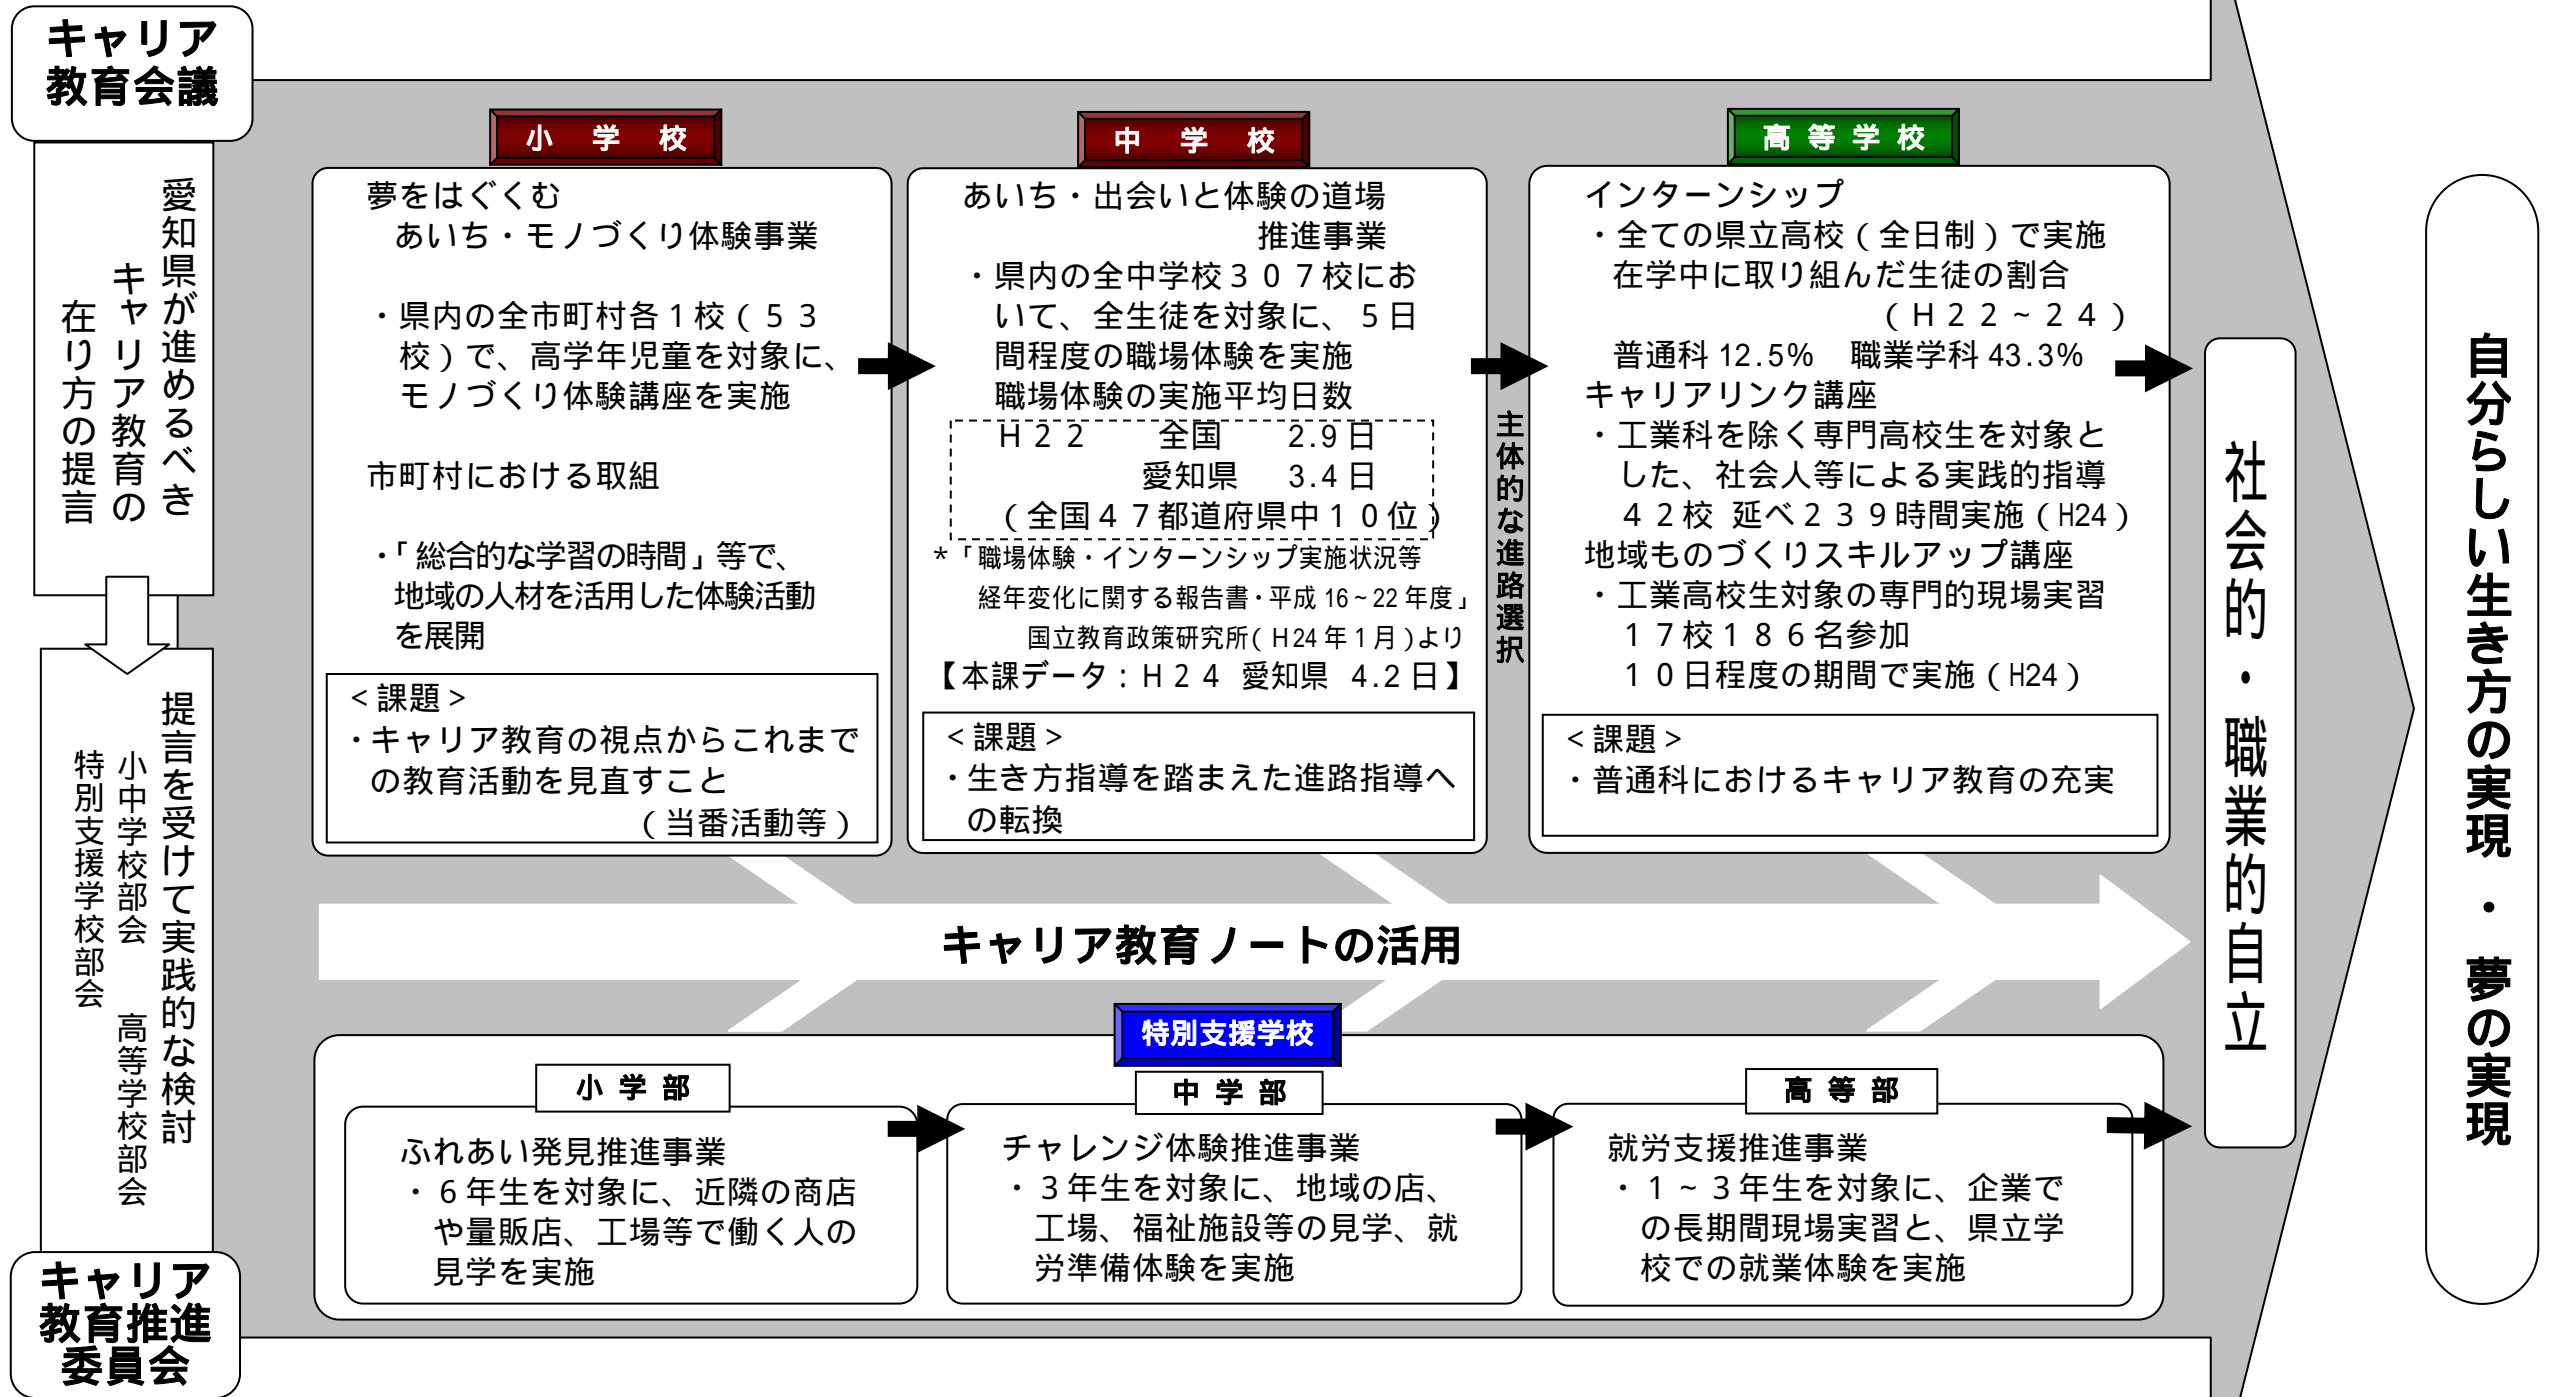 キャリア
教育会議
愛知県が進めるべき
キャリア教育の
在り方の提言
提言を受けて実践的な検討
小中学校部会　高等学校部会
特別支援学校部会
キャリア
教育推進
委員会
小学校
夢をはぐくむ
あいち・モノづくり体験事業
・県内の全市町村各１校（５３
校）で、高学年児童を対象に、
モノづくり体験講座を実施
市町村における取組
・「総合的な学習の時間」等で、
地域の人材を活用した体験活動
を展開
＜課題＞
・キャリア教育の視点からこれまで
の教育活動を見直すこと
（当番活動等）
中学校
あいち・出会いと体験の道場
推進事業
・県内の全中学校３０７校にお
いて、全生徒を対象に、５日
間程度の職場体験を実施
職場体験の実施平均日数
Ｈ２２　全国　2.9日
愛知県　3.4日
（全国４７都道府県中１０位）
＊「職場体験・インターンシップ実施状況等
経年変化に関する報告書・平成16～22年度」
国立教育政策研究所（H24年１月）より
【本課データ：Ｈ２４ 愛知県 4.2日】
＜課題＞
・生き方指導を踏まえた進路指導へ
の転換
主体的な進路選択
高等学校
インターンシップ
・全ての県立高校（全日制）で実施
在学中に取り組んだ生徒の割合
（Ｈ２２～２４）
普通科12.5%　職業学科43.3%
キャリアリンク講座
・工業科を除く専門高校生を対象と
した、社会人等による実践的指導
４２校 延べ２３９時間実施（H24）
地域ものづくりスキルアップ講座
・工業高校生対象の専門的現場実習
１７校１８６名参加
１０日程度の期間で実施（H24）
＜課題＞
・普通科におけるキャリア教育の充実
キャリア教育ノートの活用
特別支援学校
小学部
ふれあい発見推進事業
・６年生を対象に、近隣の商店
や量販店、工場等で働く人の
見学を実施
中学部
チャレンジ体験推進事業
・３年生を対象に、地域の店、
工場、福祉施設等の見学、就
労準備体験を実施
高等部
就労支援推進事業
・１～３年生を対象に、企業で
の長期間現場実習と、県立学
校での就業体験を実施
社会的・職業的自立
自分らしい生き方の実現・夢の実現